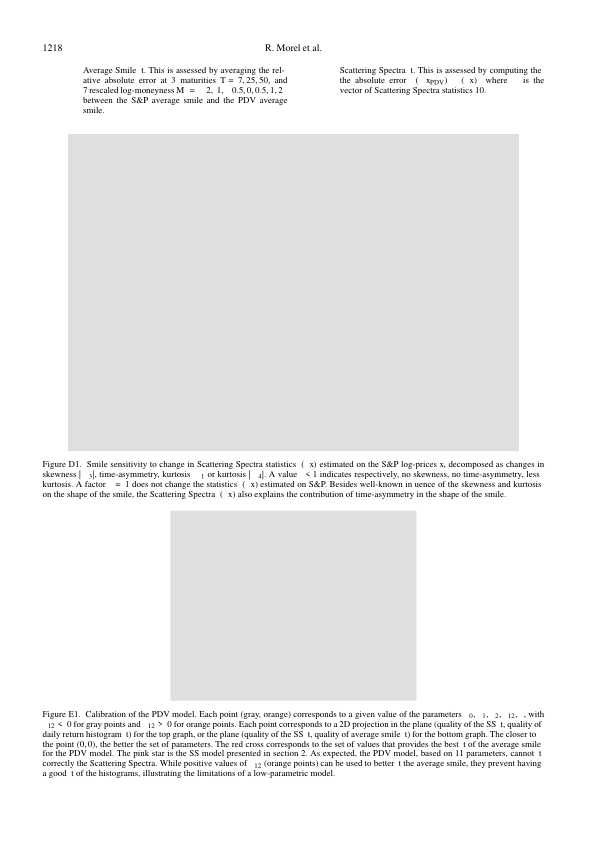 1218
R. Morel et al.
Average Smile t. This is assessed by averaging the rel-
ative absolute error at 3 maturities T = 7, 25, 50, and
7 rescaled log-moneyness M = 2, 1, 0.5, 0, 0.5, 1, 2
between the S&P average smile and the PDV average
smile.
Scattering Spectra t. This is assessed by computing the
the absolute error ( xPDV) ( x) where is the
vector of Scattering Spectra statistics 10.
Figure D1. Smile sensitivity to change in Scattering Spectra statistics ( x) estimated on the S&P log-prices x, decomposed as changes in
skewness | 3|, time-asymmetry, kurtosis 1 or kurtosis | 4|. A value < 1 indicates respectively, no skewness, no time-asymmetry, less
kurtosis. A factor = 1 does not change the statistics ( x) estimated on S&P. Besides well-known in uence of the skewness and kurtosis
on the shape of the smile, the Scattering Spectra ( x) also explains the contribution of time-asymmetry in the shape of the smile.
Figure E1. Calibration of the PDV model. Each point (gray, orange) corresponds to a given value of the parameters 0, 1, 2, 12, , with
12 < 0 for gray points and 12 > 0 for orange points. Each point corresponds to a 2D projection in the plane (quality of the SS t, quality of
daily return histogram t) for the top graph, or the plane (quality of the SS t, quality of average smile t) for the bottom graph. The closer to
the point (0, 0), the better the set of parameters. The red cross corresponds to the set of values that provides the best t of the average smile
for the PDV model. The pink star is the SS model presented in section 2. As expected, the PDV model, based on 11 parameters, cannot t
correctly the Scattering Spectra. While positive values of 12 (orange points) can be used to better t the average smile, they prevent having
a good t of the histograms, illustrating the limitations of a low-parametric model.